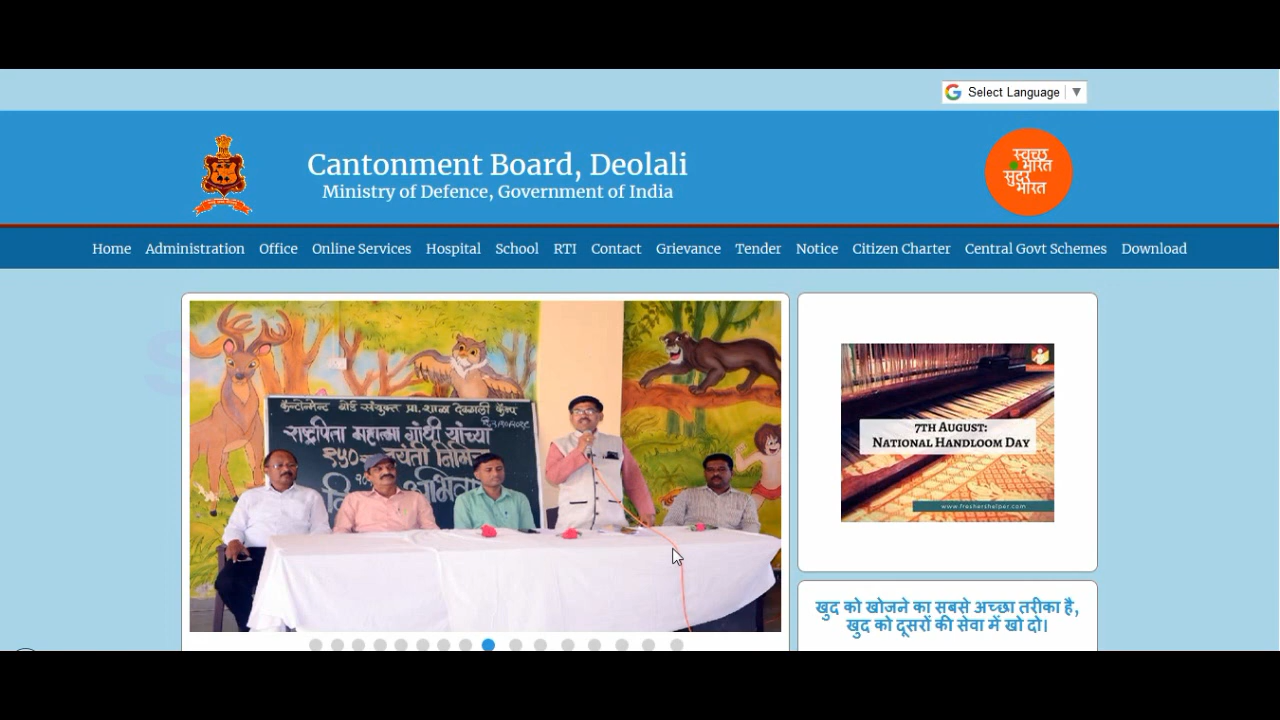 Select Language
Cantonment Board, Deolali
Ministry of Defence, Government of India
स्वच्छ
भारत
सुंदर
भारत
Home Administration Office Online Services Hospital School RTI Contact Grievance Tender Notice Citizen Charter Central Govt Schemes Download
कॅन्टोन्मेन्ट बोर्ड संयुक्त प्रा. शाळा देवळाली कॅम्प
राष्ट्रपिता महात्मा गांधी यांच्या
जयंती निमित्त
7TH AUGUST:
NATIONAL HANDLOOM DAY
www.freshershelper.com
खुद को खोजने का सबसे अच्छा तरीका है,
खुद को दूसरों की सेवा में खो दो।